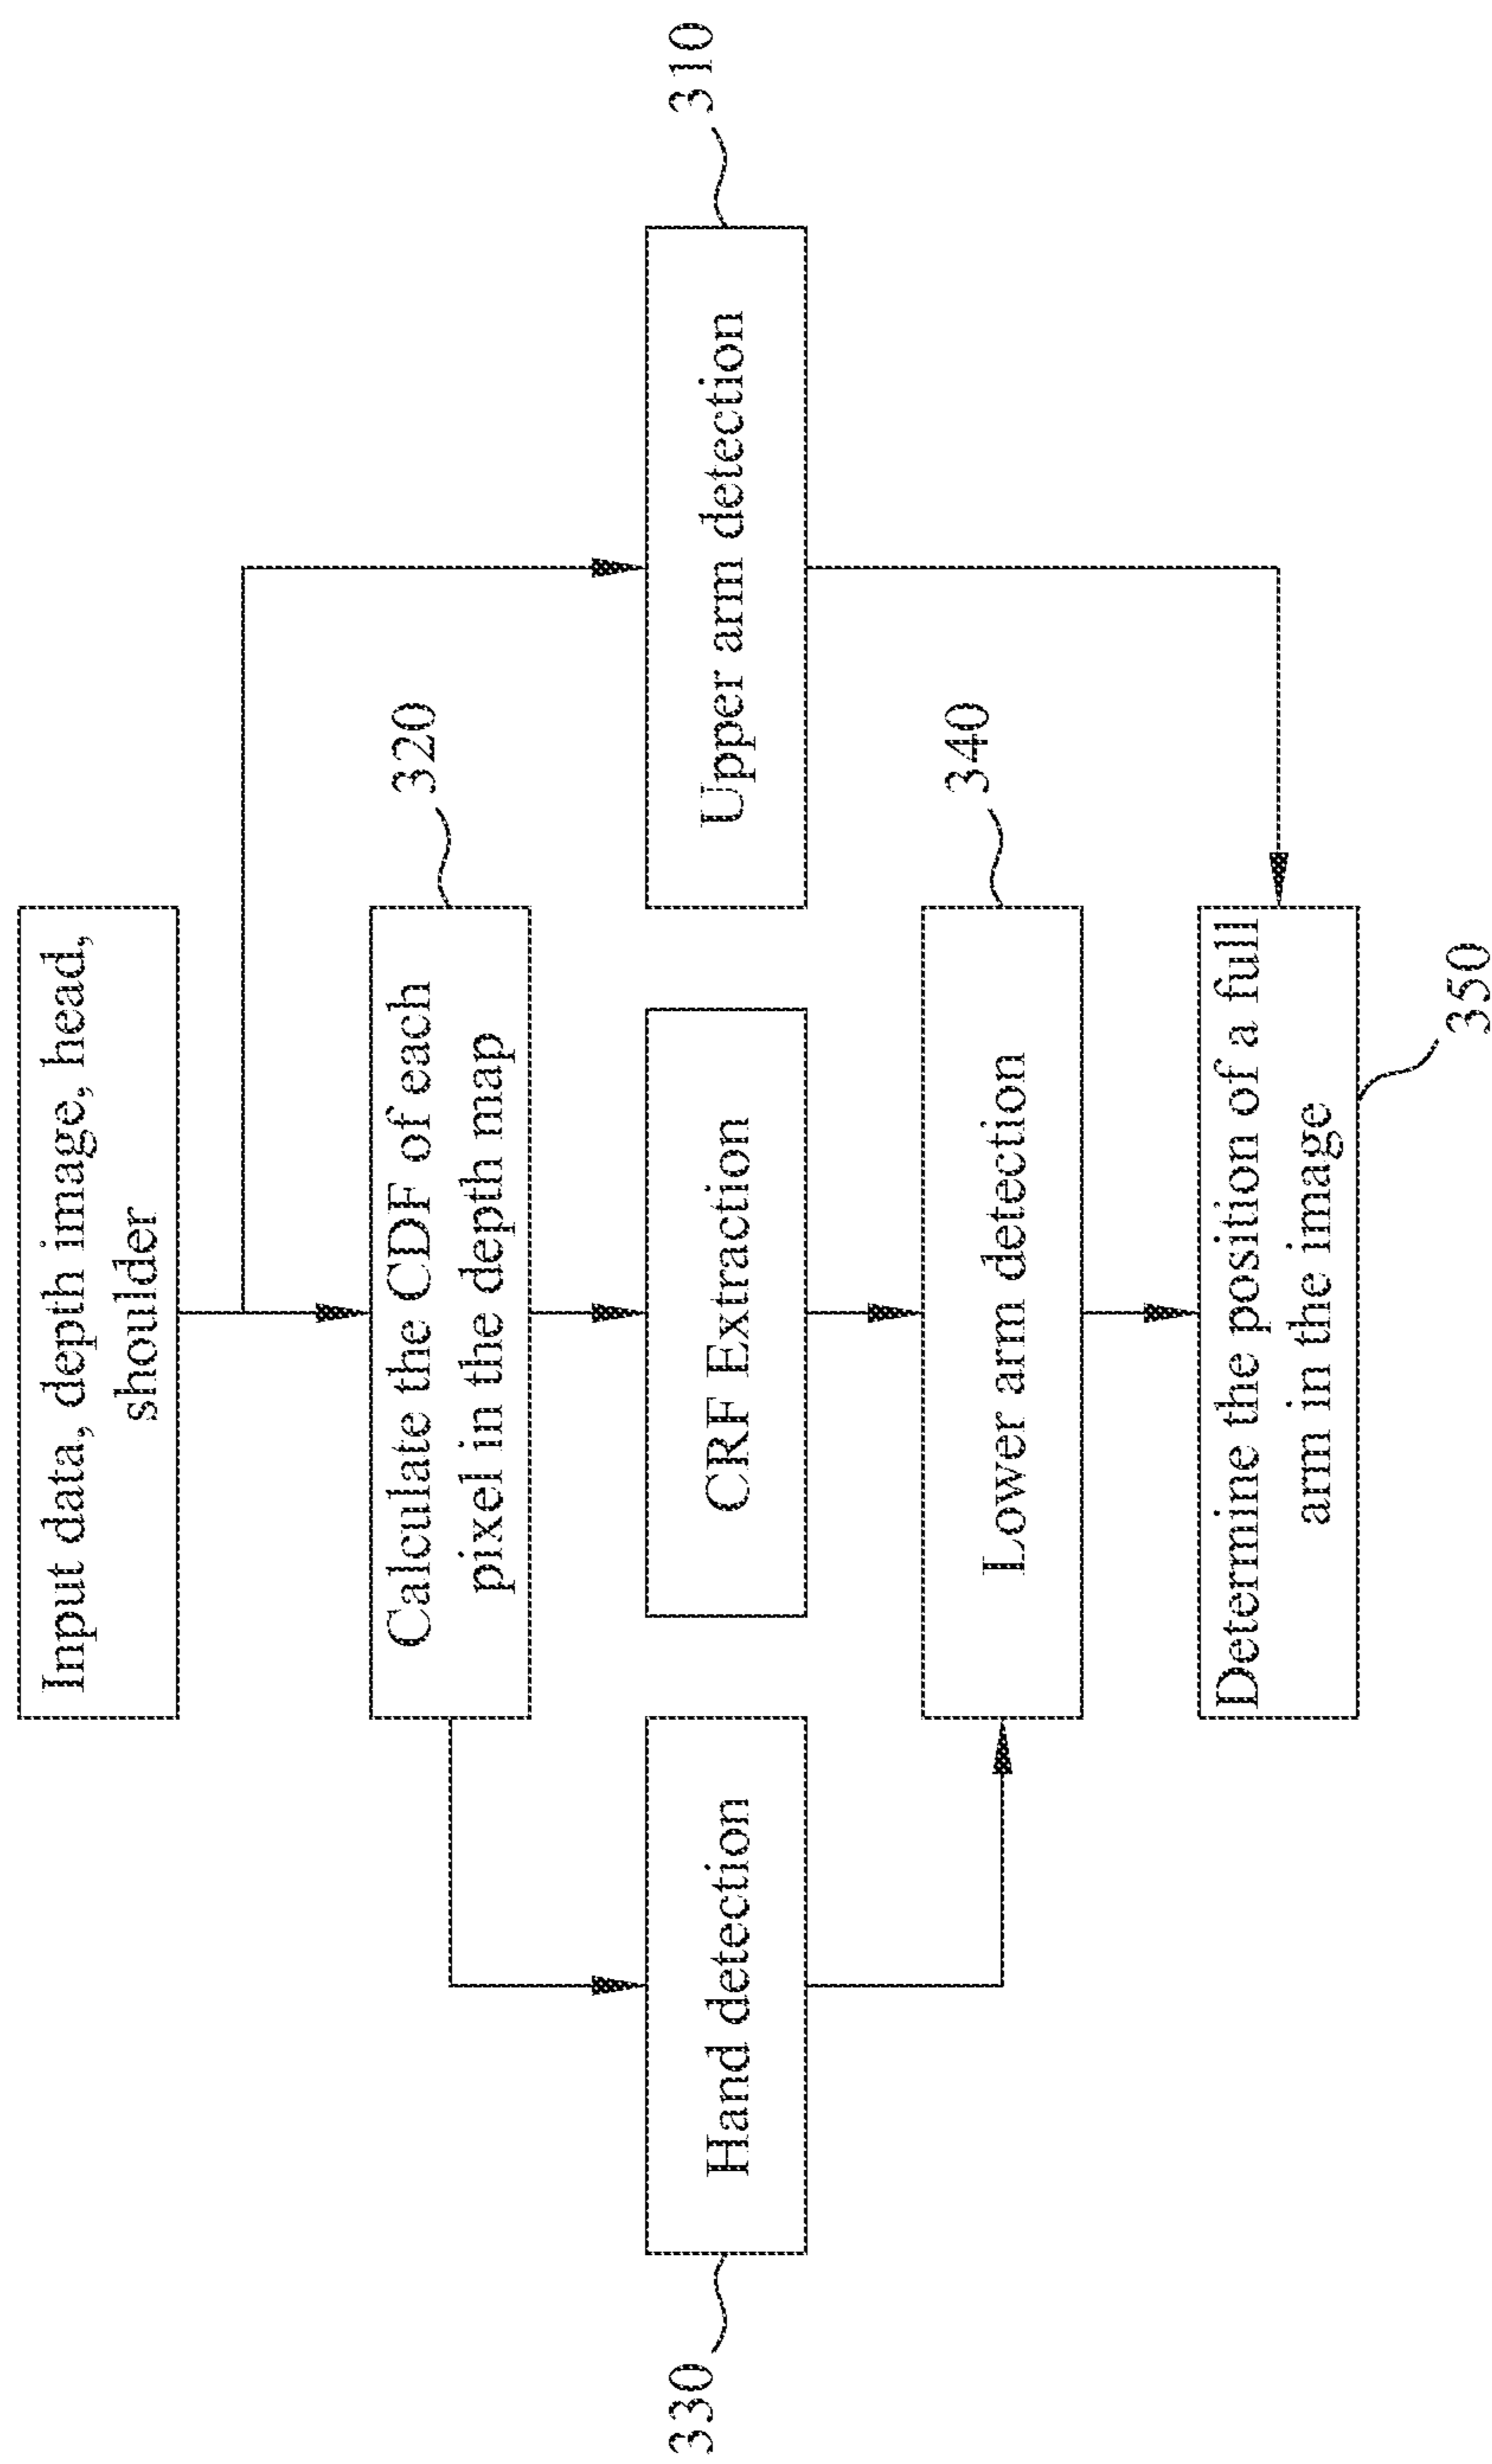 Input data, depth image, head,
shoulder
Calculate the CDF of each
pixel in the depth map
320
330
Hand detection
CRF Extraction
Upper arm detection
310
Lower arm detection
340
Determine the position of a full
arm in the image
350